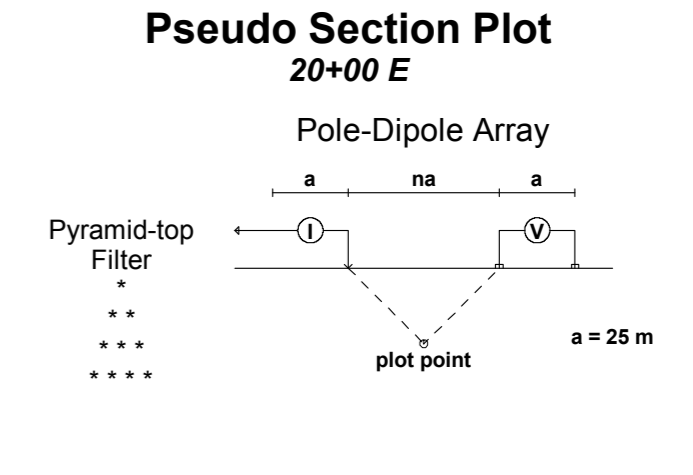 Pseudo Section Plot
20+00 E
Pole-Dipole Array
a na a
Pyramid-top
Filter
I V
*
* *
* * *
* * * *
a = 25 m
plot point